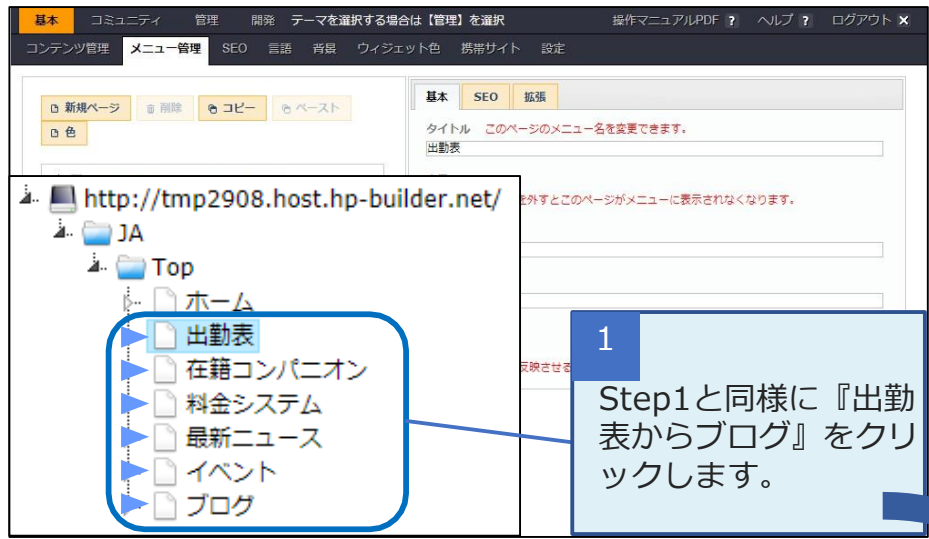 基本 コミュニティ 管理 開発 テーマを選択する場合は【管理】を選択 操作マニュアルPDF ? ヘルプ ? ログアウト ×
コンテンツ管理 メニュー管理 SEO 言語 背景 ウィジェット色 携帯サイト 設定
新規ページ 削除 コピー ペースト
色
基本 SEO 拡張
タイトル このページのメニュー名を変更できます。
出勤表
を外すとこのページがメニューに表示されなくなります。
http://tmp2908.host.hp-builder.net/
JA
Top
ホーム
出勤表
在籍コンパニオン
料金システム
最新ニュース
イベント
ブログ
反映させる
1
Step1と同様に『出勤
表からブログ』をクリ
ックします。